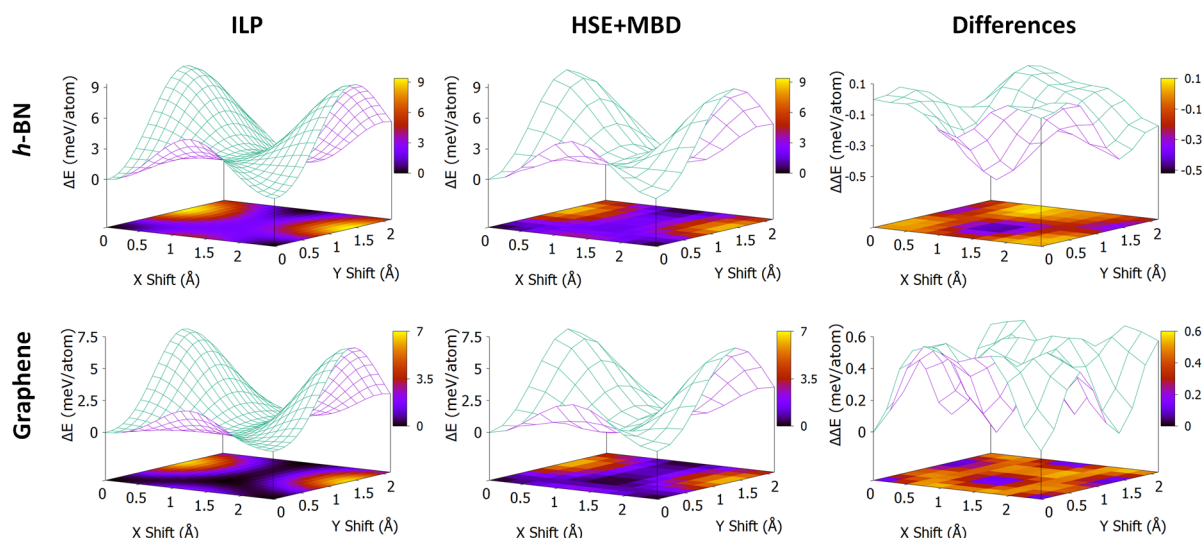 ILP HSE+MBD Differences
h-BN
ΔE (meV/atom)
9
6
3
0
9
6
3
0
0 0.5 1 1.5 2
X Shift (Å)
0 0.5 1 1.5 2
Y Shift (Å)
ΔE (meV/atom)
9
6
3
0
9
6
3
0
0 0.5 1 1.5 2
X Shift (Å)
0 0.5 1 1.5 2
Y Shift (Å)
ΔΔE (meV/atom)
0.1
-0.1
-0.3
-0.5
0.1
-0.1
-0.3
-0.5
0 0.5 1 1.5 2
X Shift (Å)
0 0.5 1 1.5 2
Y Shift (Å)
Graphene
ΔE (meV/atom)
7.5
5
2.5
0
7
3.5
0
0 0.5 1 1.5 2
X Shift (Å)
0 0.5 1 1.5 2
Y Shift (Å)
ΔE (meV/atom)
7.5
5
2.5
0
7
3.5
0
0 0.5 1 1.5 2
X Shift (Å)
0 0.5 1 1.5 2
Y Shift (Å)
ΔΔE (meV/atom)
0.6
0.4
0.2
0
0.6
0.4
0.2
0
0 0.5 1 1.5 2
X Shift (Å)
0 0.5 1 1.5 2
Y Shift (Å)